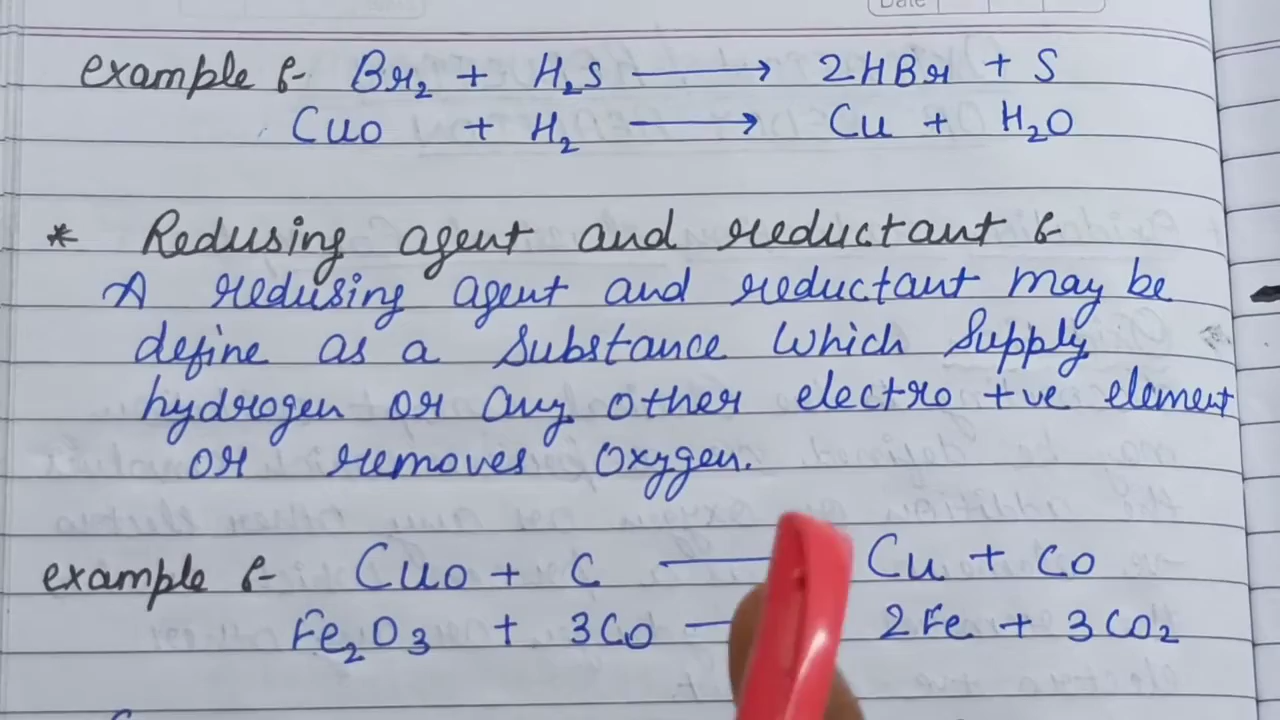 Date
example :- Br₂ + H₂S ⟶ 2HBr + S
CuO + H₂ ⟶ Cu + H₂O
* Redusing agent and reductant :-
A redusing agent and reductant may be
define as a substance which supply
hydrogen or any other electro +ve element
or removes oxygen.
example :- CuO + C — Cu + CO
Fe₂O₃ + 3CO — 2Fe + 3CO₂